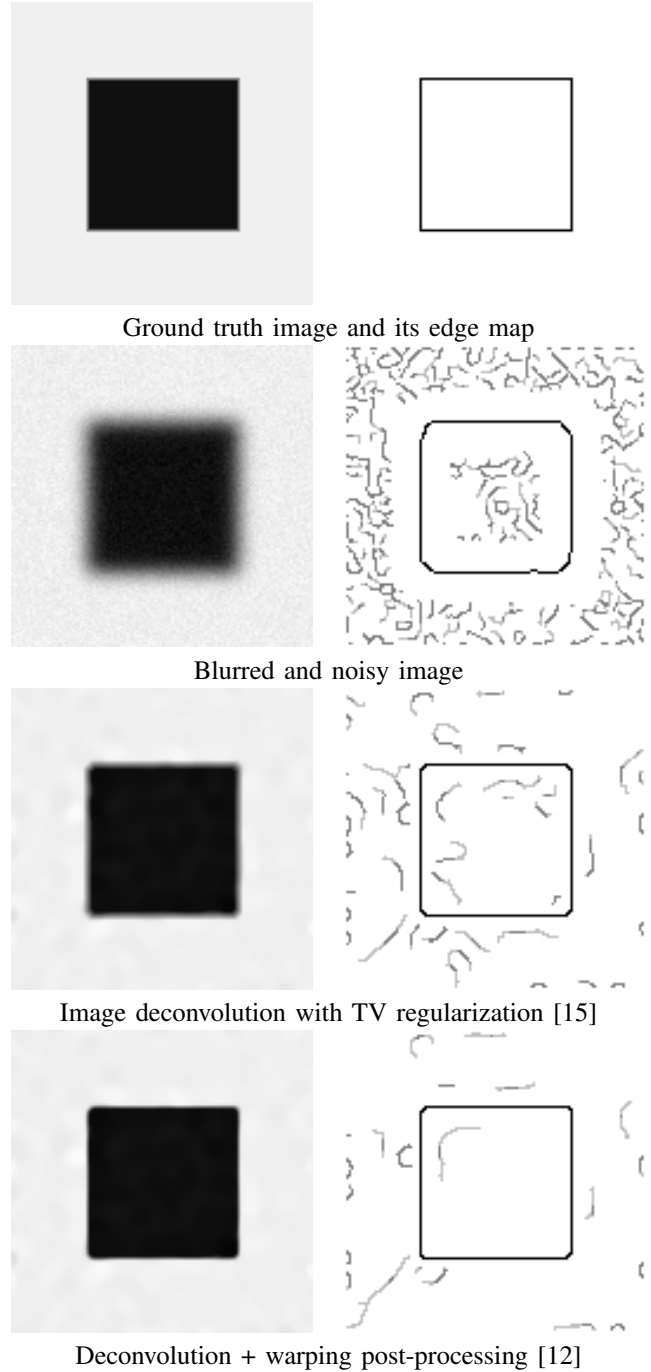 Ground truth image and its edge map
Blurred and noisy image
Image deconvolution with TV regularization [15]
Deconvolution + warping post-processing [12]